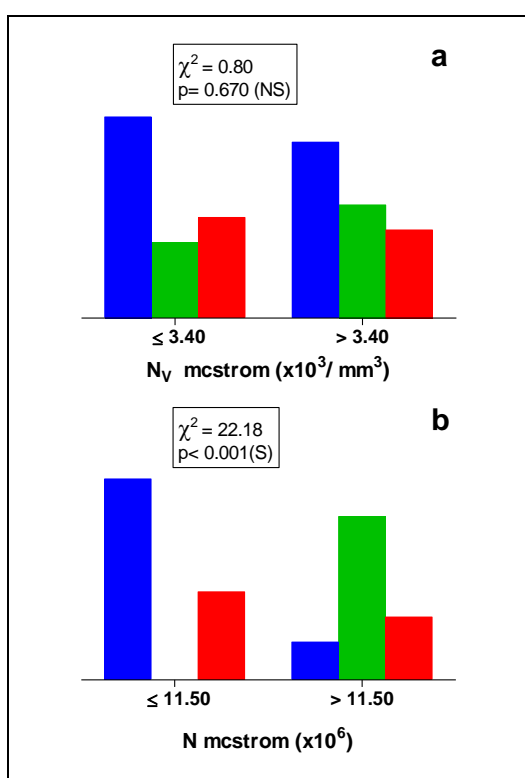 a
χ² = 0.80
p= 0.670 (NS)
≤ 3.40 > 3.40
N_V mcstrom (x10³/ mm³)
b
χ² = 22.18
p< 0.001(S)
≤ 11.50 > 11.50
N mcstrom (x10⁶)